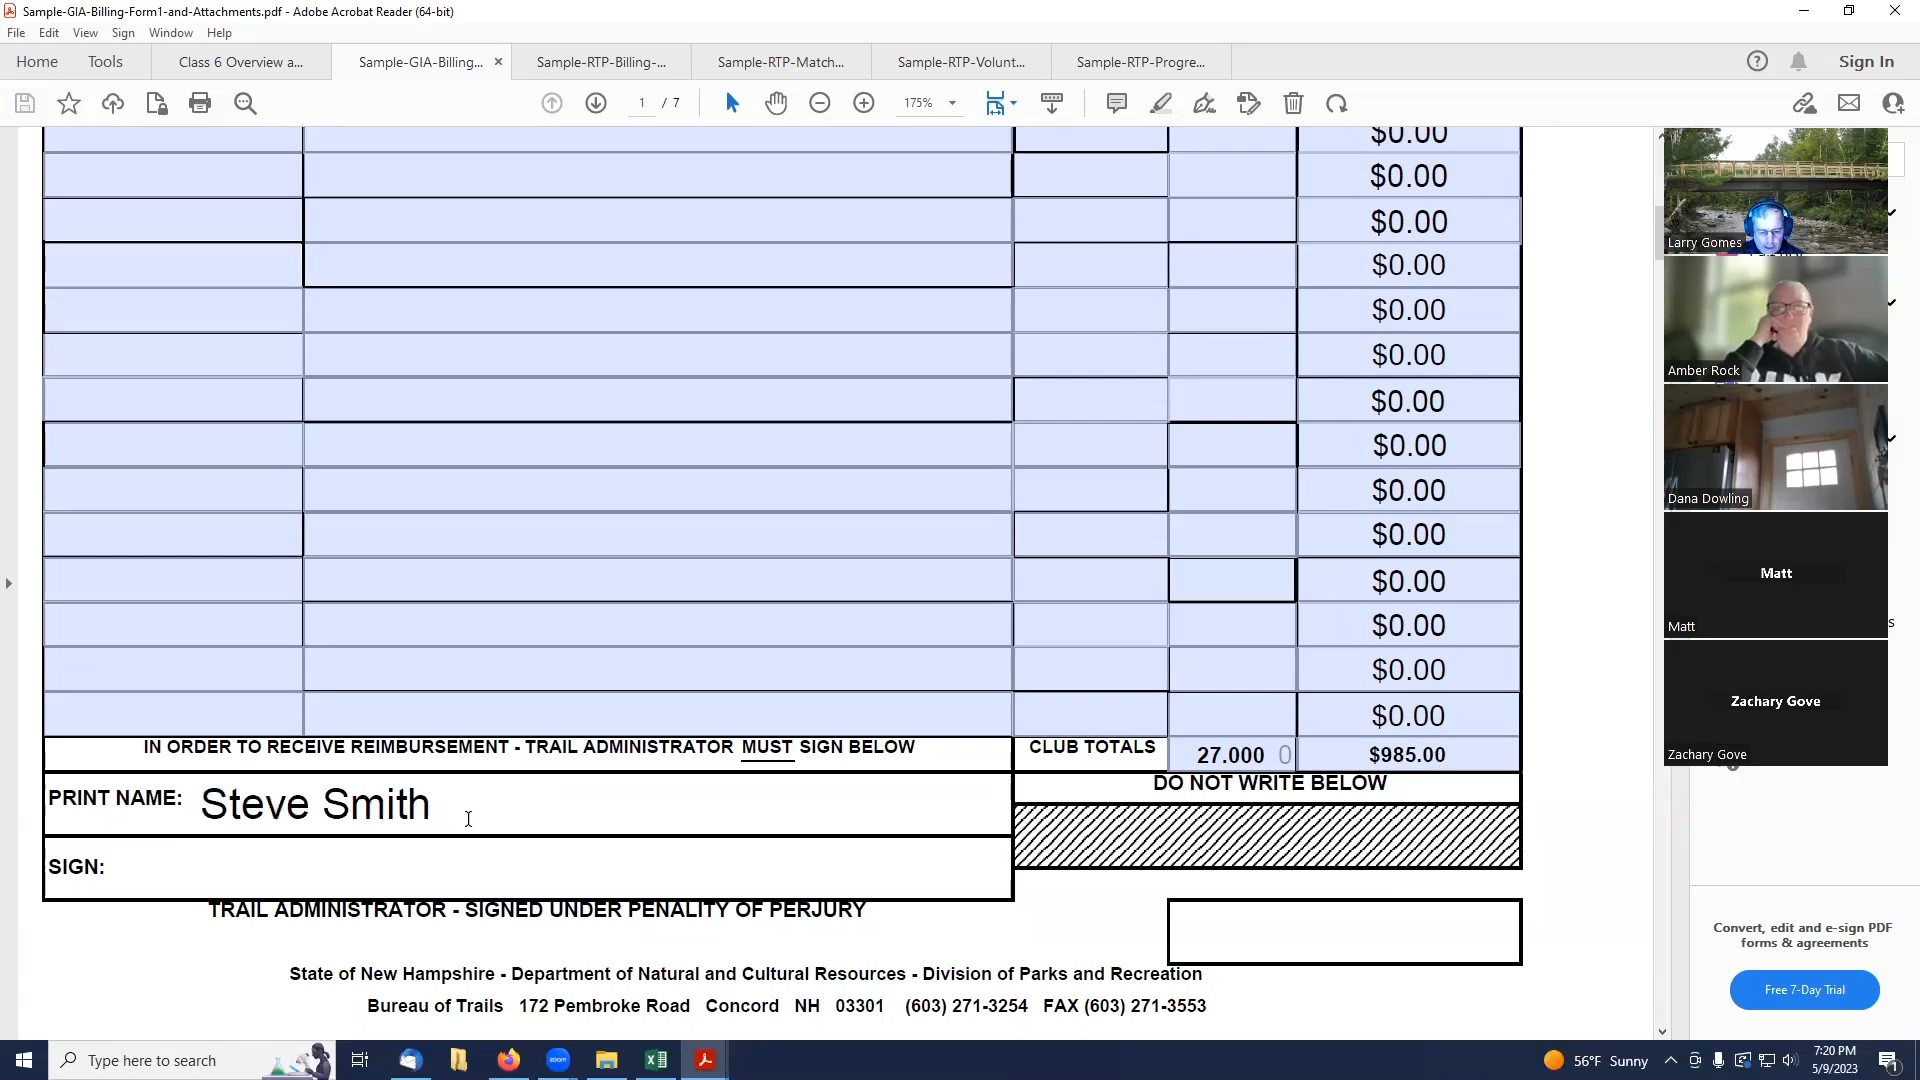 Sample-GIA-Billing-Form1-and-Attachments.pdf - Adobe Acrobat Reader (64-bit)
File Edit View Sign Window Help
Home Tools Class 6 Overview a... Sample-GIA-Billing... × Sample-RTP-Billing-... Sample-RTP-Match... Sample-RTP-Volunt... Sample-RTP-Progre... Sign In
1 / 7 175%
$0.00
$0.00
$0.00
$0.00
$0.00
$0.00
$0.00
$0.00
$0.00
$0.00
$0.00
$0.00
$0.00
$0.00
IN ORDER TO RECEIVE REIMBURSEMENT - TRAIL ADMINISTRATOR MUST SIGN BELOW CLUB TOTALS 27.000 0 $985.00
DO NOT WRITE BELOW
PRINT NAME: Steve Smith
SIGN:
TRAIL ADMINISTRATOR - SIGNED UNDER PENALITY OF PERJURY
State of New Hampshire - Department of Natural and Cultural Resources - Division of Parks and Recreation
Bureau of Trails 172 Pembroke Road Concord NH 03301 (603) 271-3254 FAX (603) 271-3553
Larry Gomes
Amber Rock
Dana Dowling
Matt
Matt
Zachary Gove
Zachary Gove
s
Convert, edit and e-sign PDF
forms & agreements
Free 7-Day Trial
Type here to search
zoom
56°F Sunny
7:20 PM
5/9/2023
1